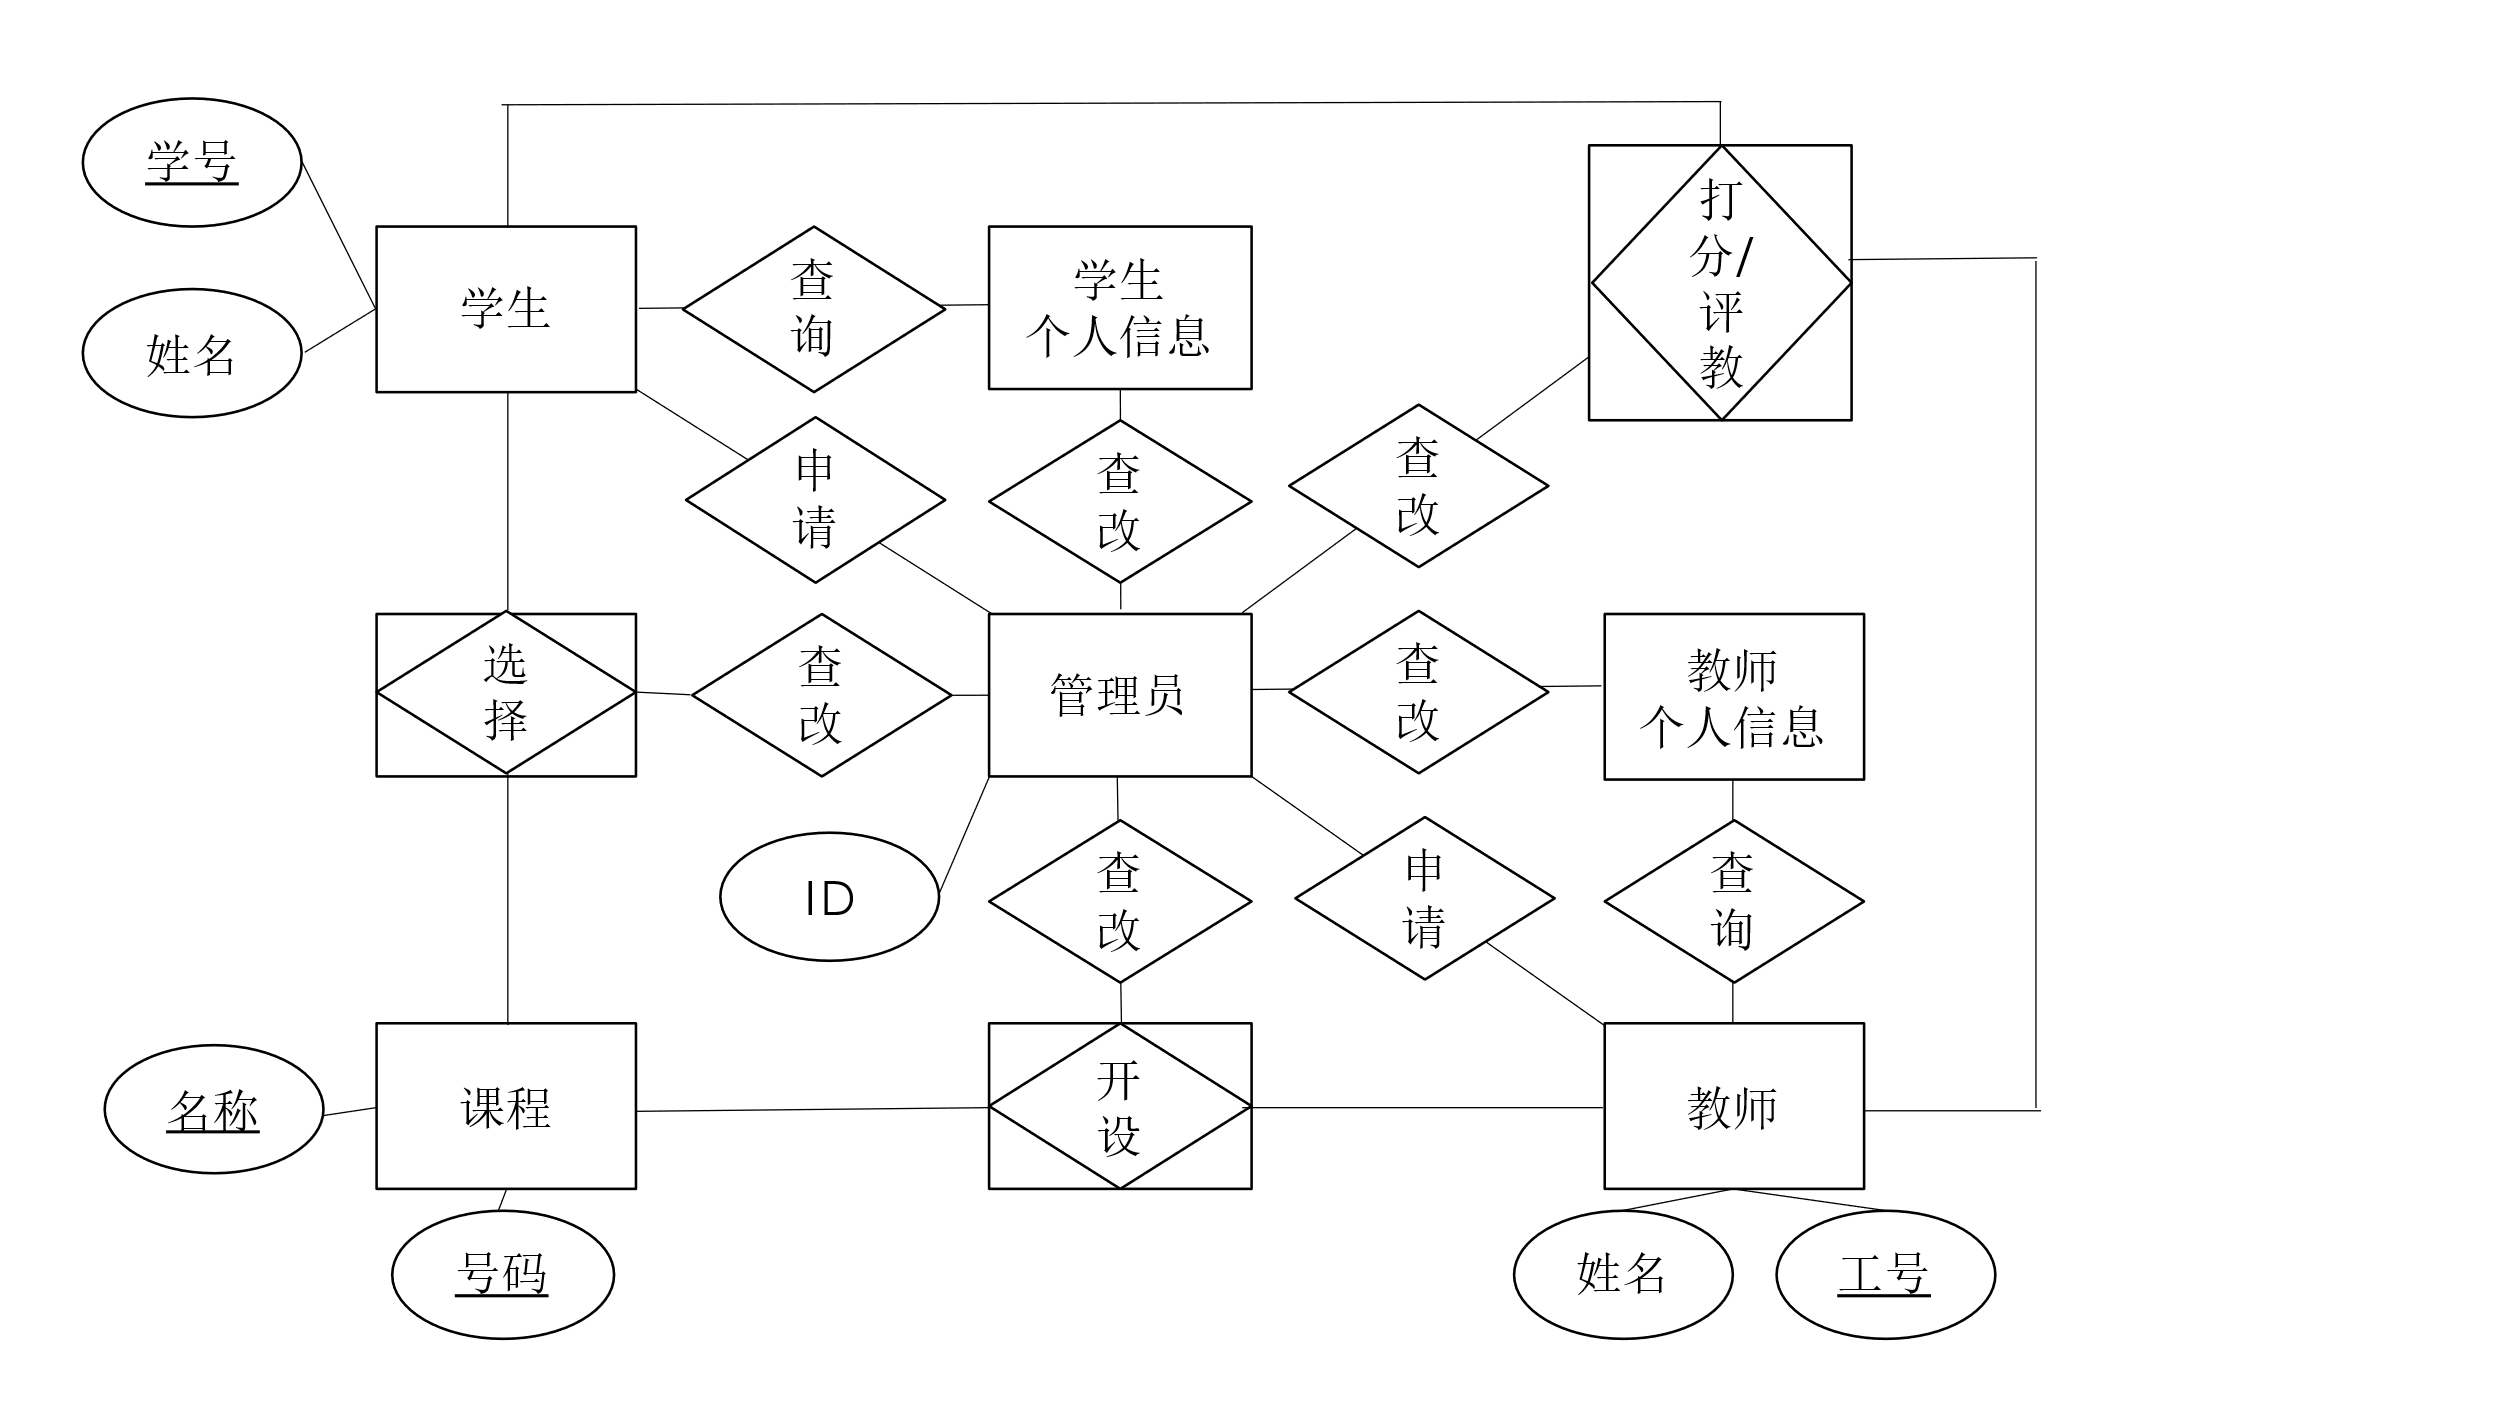 学号
打
分/
评
教
学生
查
询
学生
个人信息
姓名
申
请
查
改
查
改
选
择
查
改
管理员
查
改
教师
个人信息
ID
查
改
申
请
查
询
名称
课程
开
设
教师
号码
姓名
工号